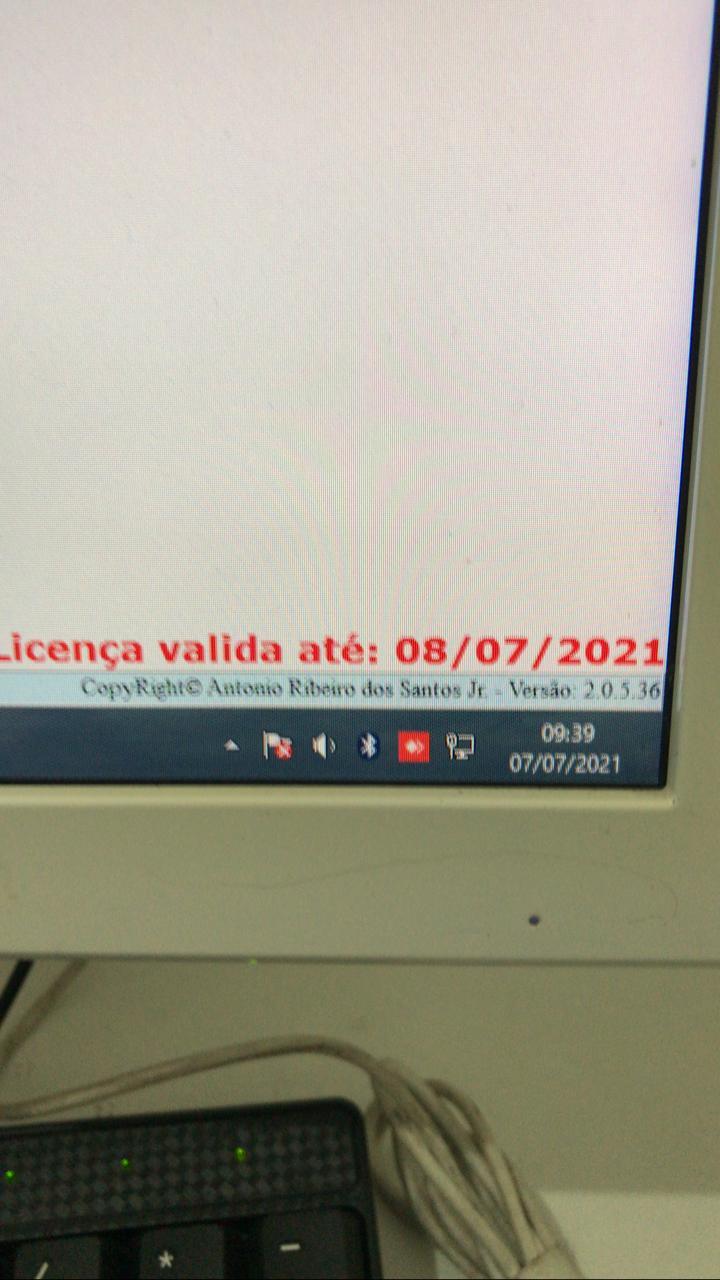 Licença valida até: 08/07/2021
CopyRight© Antonio Ribeiro dos Santos Jr. - Versão: 2.0.5.36
09:39
07/07/2021
/ * -